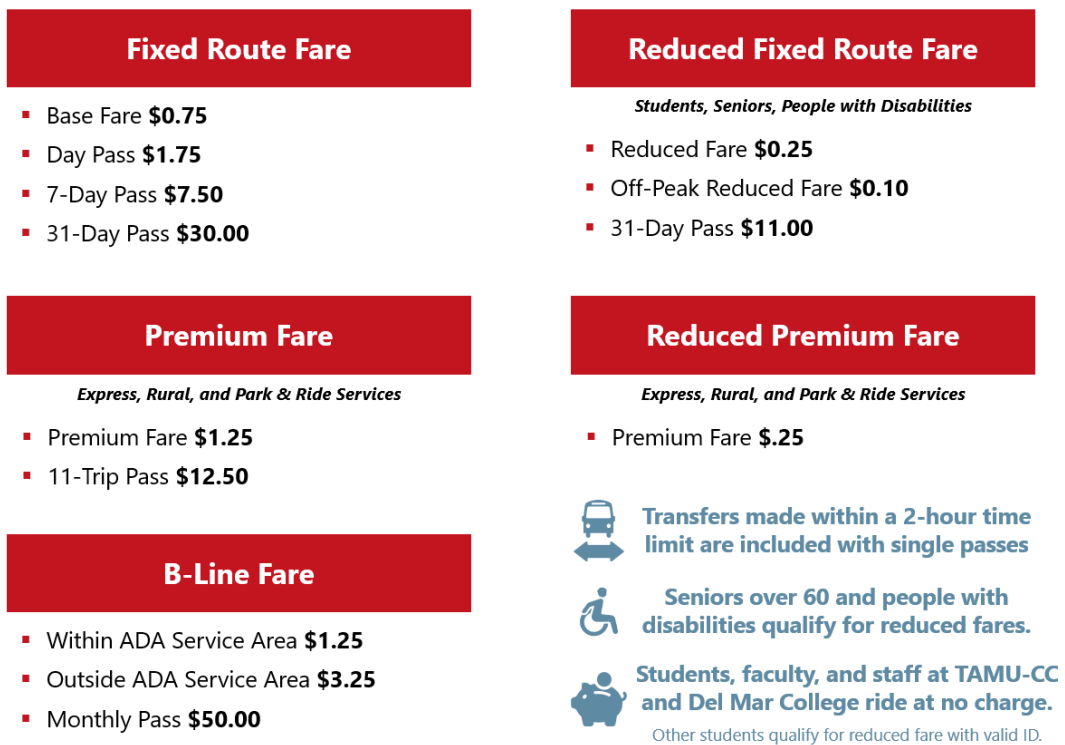 Fixed Route Fare
Base Fare $0.75
Day Pass $1.75
7-Day Pass $7.50
31-Day Pass $30.00
Reduced Fixed Route Fare
Students, Seniors, People with Disabilities
Reduced Fare $0.25
Off-Peak Reduced Fare $0.10
31-Day Pass $11.00
Premium Fare
Express, Rural, and Park & Ride Services
Premium Fare $1.25
11-Trip Pass $12.50
Reduced Premium Fare
Express, Rural, and Park & Ride Services
Premium Fare $.25
B-Line Fare
Within ADA Service Area $1.25
Outside ADA Service Area $3.25
Monthly Pass $50.00
Transfers made within a 2-hour time
limit are included with single passes
Seniors over 60 and people with
disabilities qualify for reduced fares.
Students, faculty, and staff at TAMU-CC
and Del Mar College ride at no charge.
Other students qualify for reduced fare with valid ID.